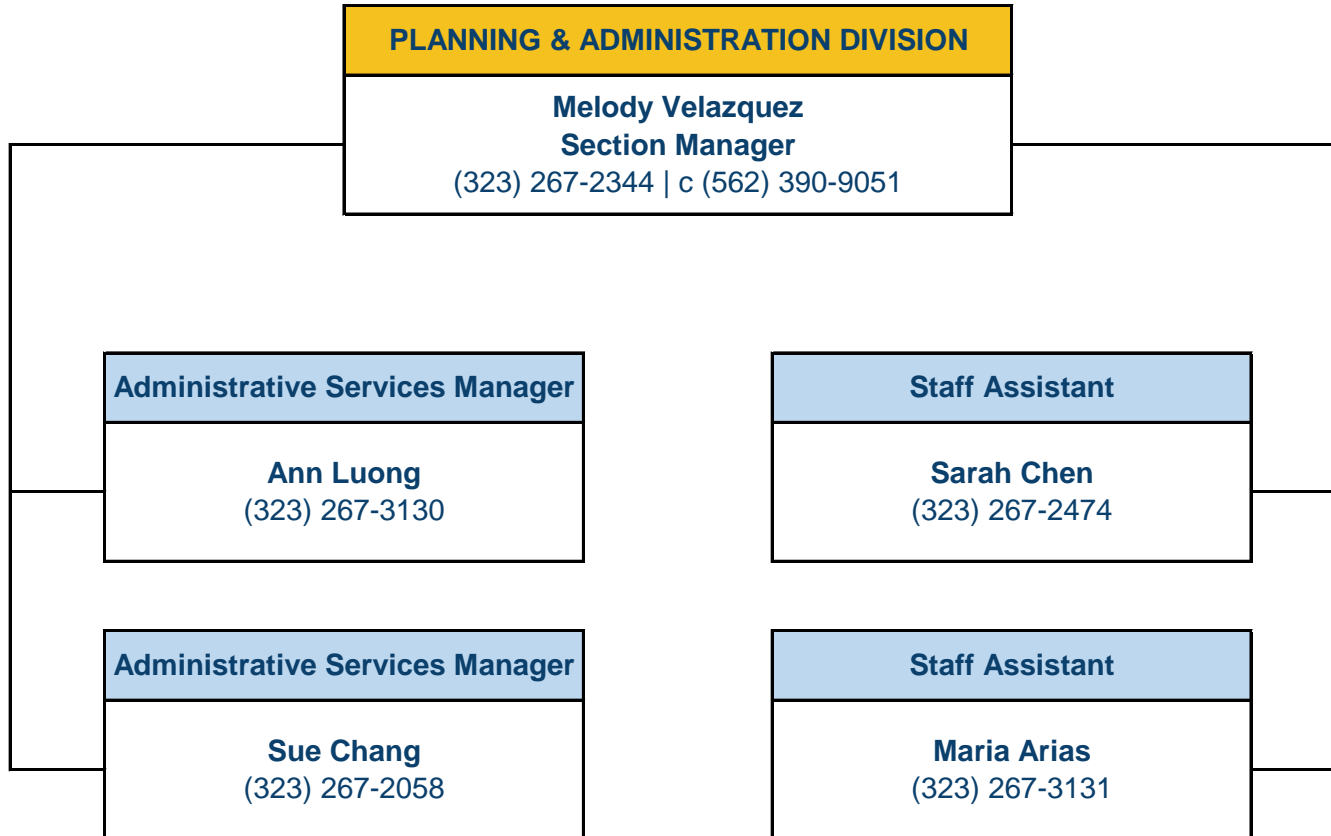 PLANNING & ADMINISTRATION DIVISION
Melody Velazquez
Section Manager
(323) 267-2344 | c (562) 390-9051
Administrative Services Manager
Ann Luong
(323) 267-3130
Staff Assistant
Sarah Chen
(323) 267-2474
Administrative Services Manager
Sue Chang
(323) 267-2058
Staff Assistant
Maria Arias
(323) 267-3131